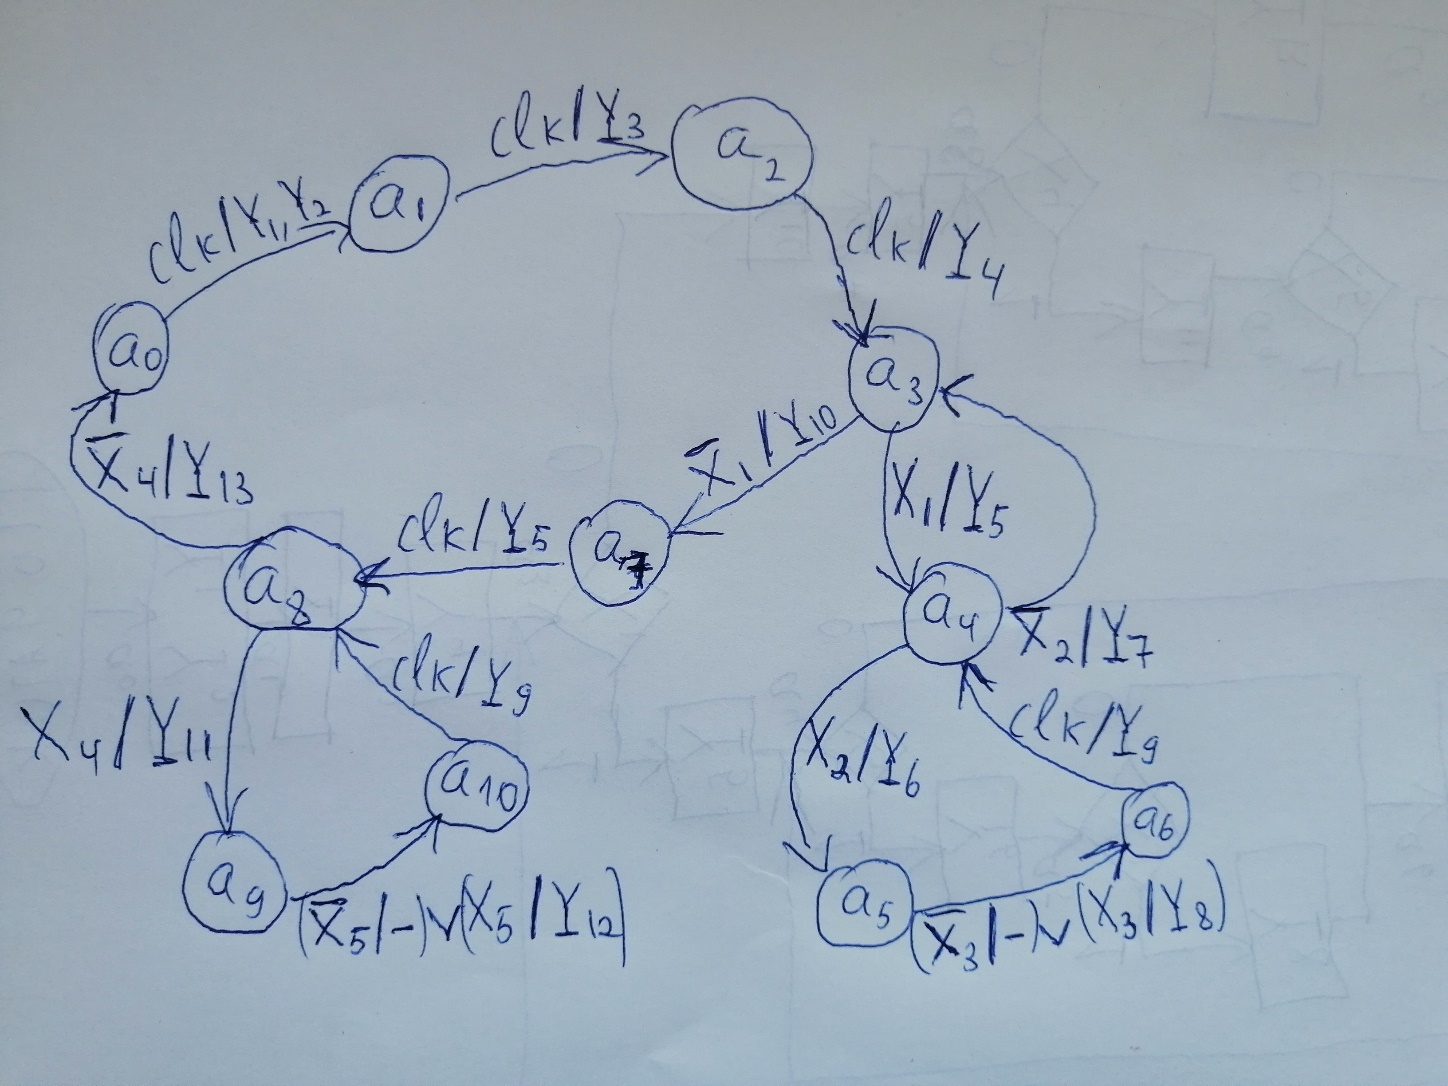 clk/Y3
a2
a1
clk/Y1,Y2
clk/Y4
a0
a3
X̅1/Y10
X̅4/Y13
X1/Y5
clk/Y5
a7
a8
a4
X̅2/Y7
clk/Y9
X4/Y11
clk/Y9
X2/Y6
a10
a6
a9
a5
(X̅5/-)∨(X5/Y12)
(X̅3/-)∨(X3/Y8)